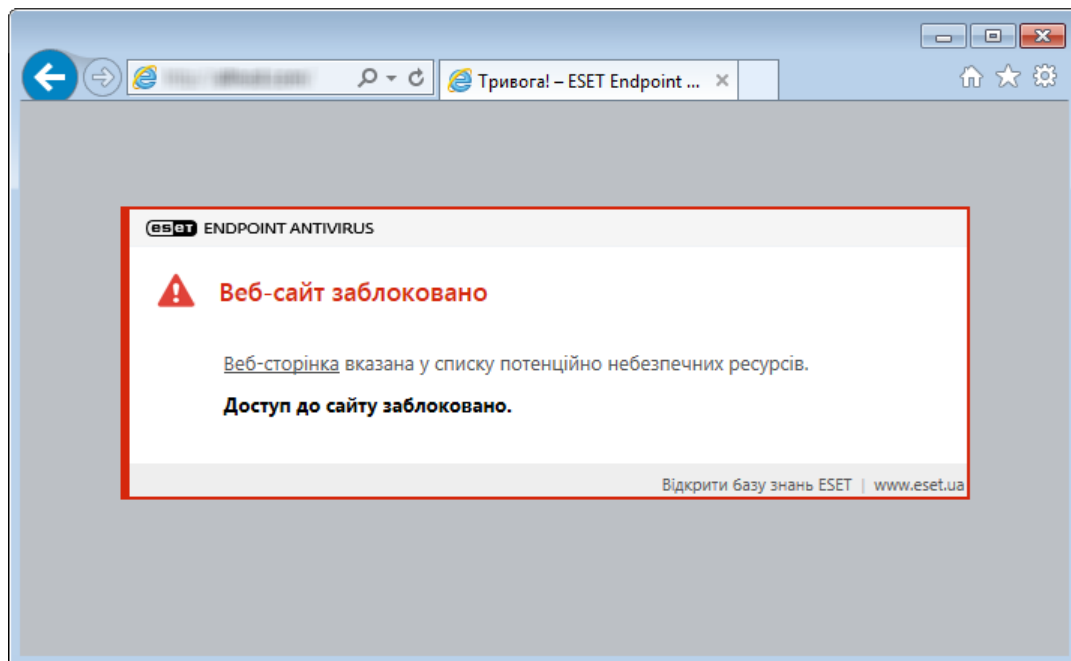 Тривога! – ESET Endpoint ...
eset ENDPOINT ANTIVIRUS
Веб-сайт заблоковано
Веб-сторінка вказана у списку потенційно небезпечних ресурсів.
Доступ до сайту заблоковано.
Відкрити базу знань ESET | www.eset.ua